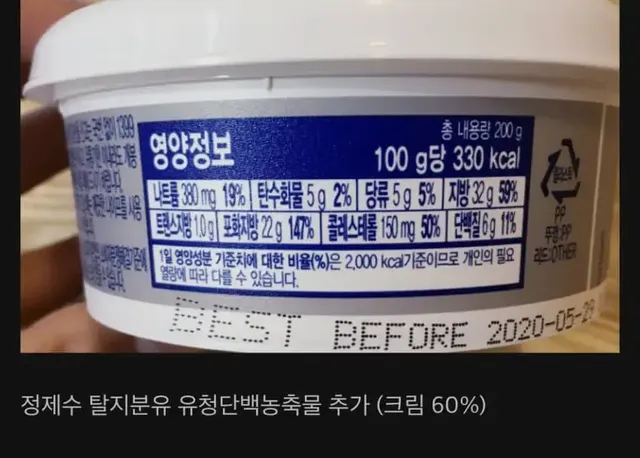 1399
영양정보
총 내용량 200 g
100 g당 330 kcal
나트륨 380 mg 19% 탄수화물 5 g 2% 당류 5 g 5% 지방 32 g 59%
트랜스지방 1.0 g 포화지방 22 g 147% 콜레스테롤 150 mg 50% 단백질 6 g 11%
1일 영양성분 기준치에 대한 비율(%)은 2,000 kcal기준이므로 개인의 필요
열량에 따라 다를 수 있습니다.
플라스틱
PP
뚜껑:PP
리드:OTHER
BEST BEFORE 2020-05-29
정제수 탈지분유 유청단백농축물 추가 (크림 60%)